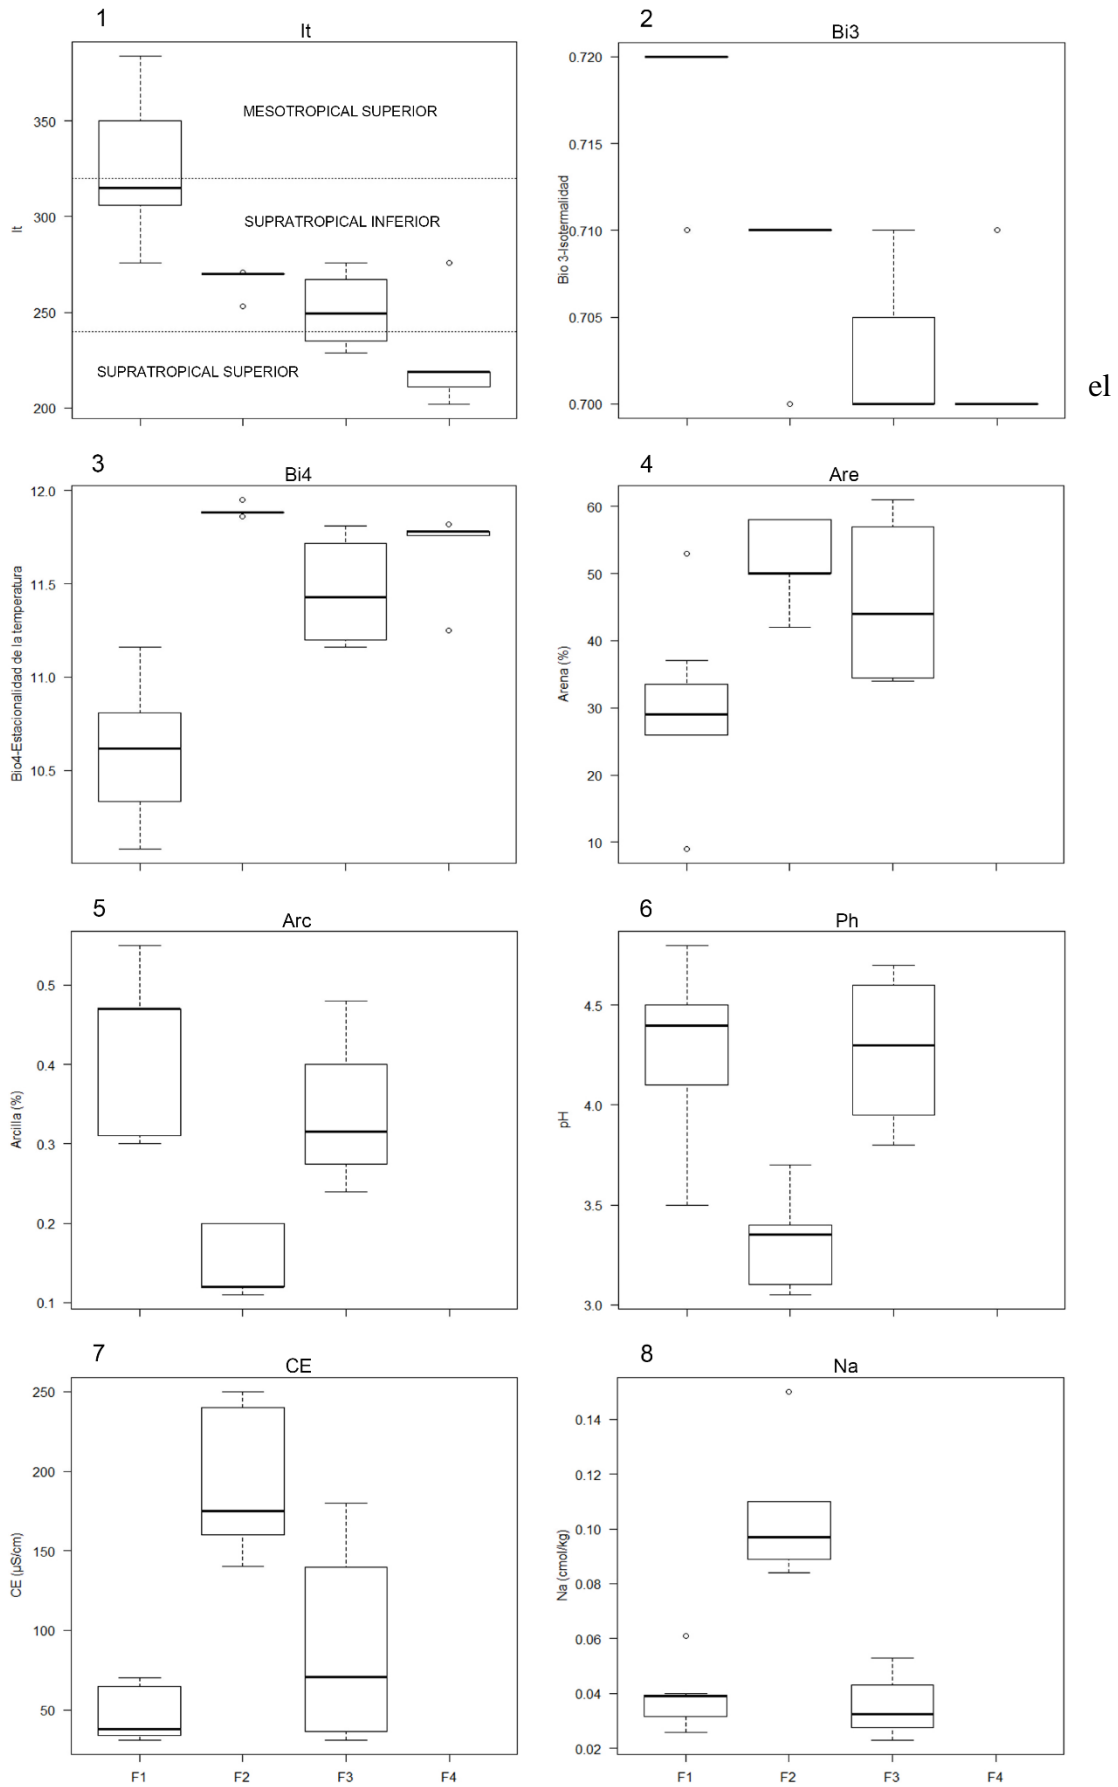 1
It
It
350
300
250
200
MESOTROPICAL SUPERIOR
SUPRATROPICAL INFERIOR
SUPRATROPICAL SUPERIOR
2
Bi3
Bio 3-Isotermalidad
0.720
0.715
0.710
0.705
0.700
el
3
Bi4
Bio4-Estacionalidad de la temperatura
12.0
11.5
11.0
10.5
4
Are
Arena (%)
60
50
40
30
20
10
5
Arc
Arcilla (%)
0.5
0.4
0.3
0.2
0.1
6
Ph
pH
4.5
4.0
3.5
3.0
7
CE
CE (µS/cm)
250
200
150
100
50
F1 F2 F3 F4
8
Na
Na (cmol/kg)
0.14
0.12
0.10
0.08
0.06
0.04
0.02
F1 F2 F3 F4